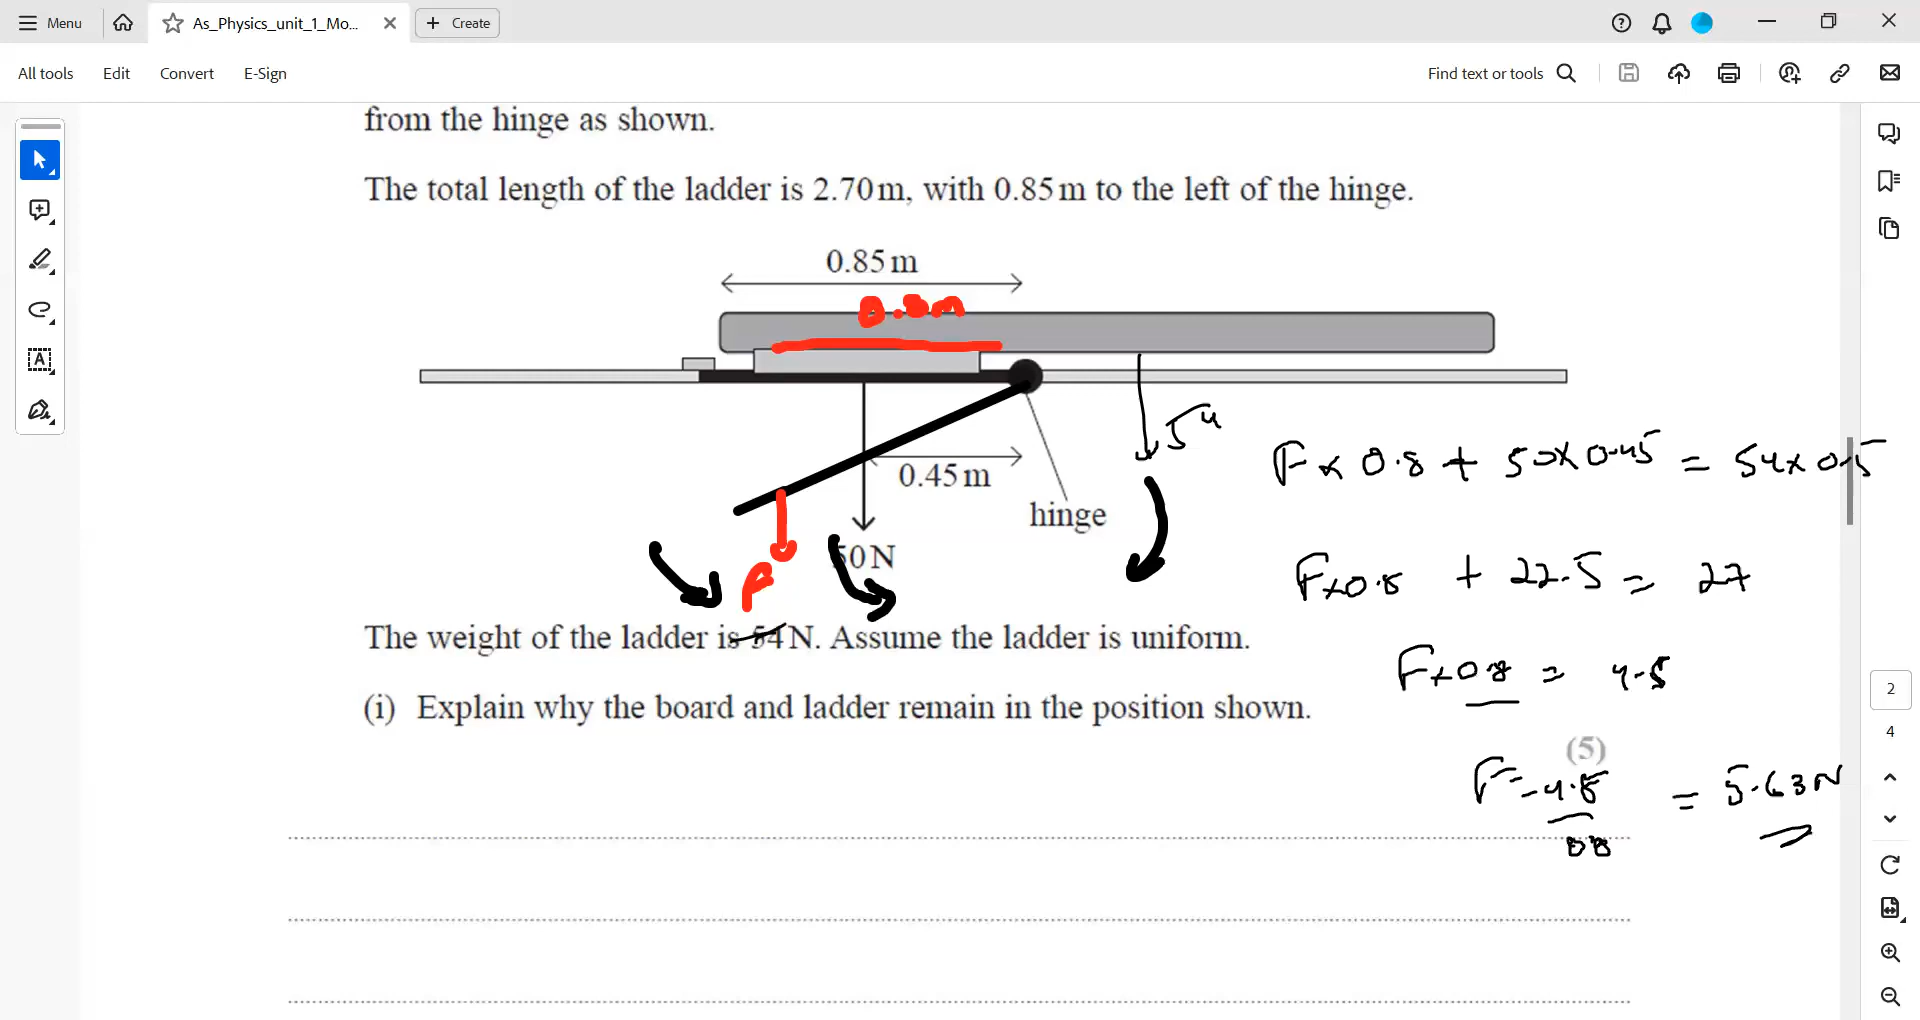 Menu
As_Physics_unit_1_Mo...
Create
All tools
Edit
Convert
E-Sign
Find text or tools
from the hinge as shown.
The total length of the ladder is 2.70 m, with 0.85 m to the left of the hinge.
0.85 m
0.8m
54
0.45 m
hinge
50 N
F
F x 0.8 + 50 x 0.45 = 54 x 0.5
F x 0.8 + 22.5 = 27
F x 0.8 = 4.5
F = 4.5
0.8
= 5.63 N
The weight of the ladder is 54 N. Assume the ladder is uniform.
(i) Explain why the board and ladder remain in the position shown.
(5)
2
4